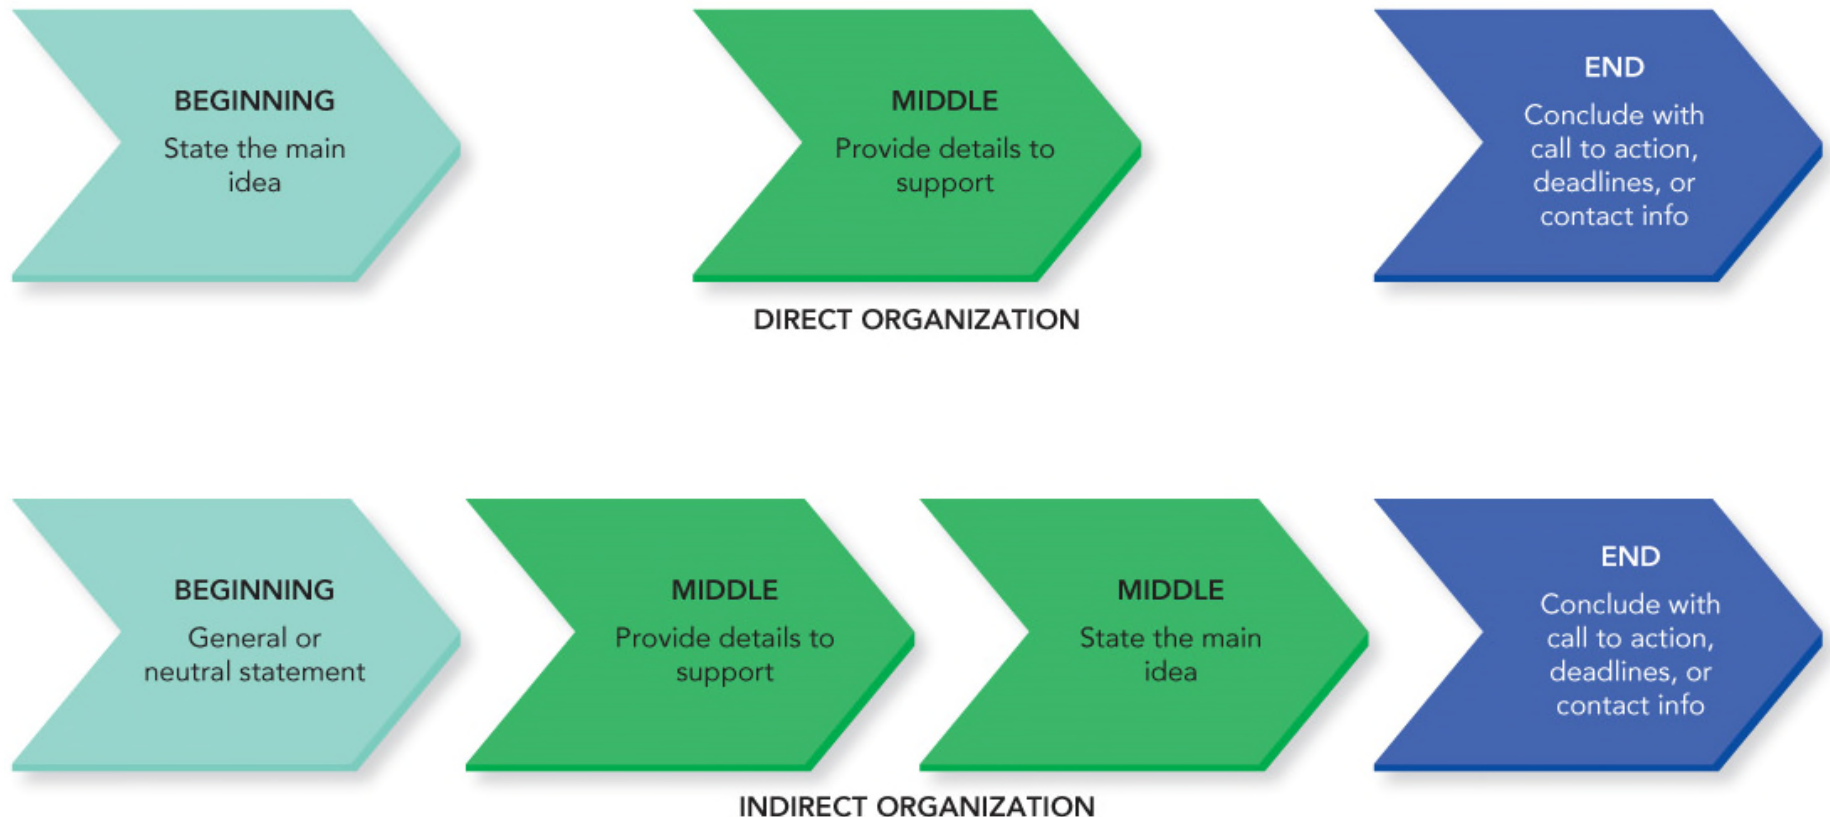 BEGINNING
State the main
idea
MIDDLE
Provide details to
support
END
Conclude with
call to action,
deadlines, or
contact info
DIRECT ORGANIZATION
BEGINNING
General or
neutral statement
MIDDLE
Provide details to
support
MIDDLE
State the main
idea
END
Conclude with
call to action,
deadlines, or
contact info
INDIRECT ORGANIZATION